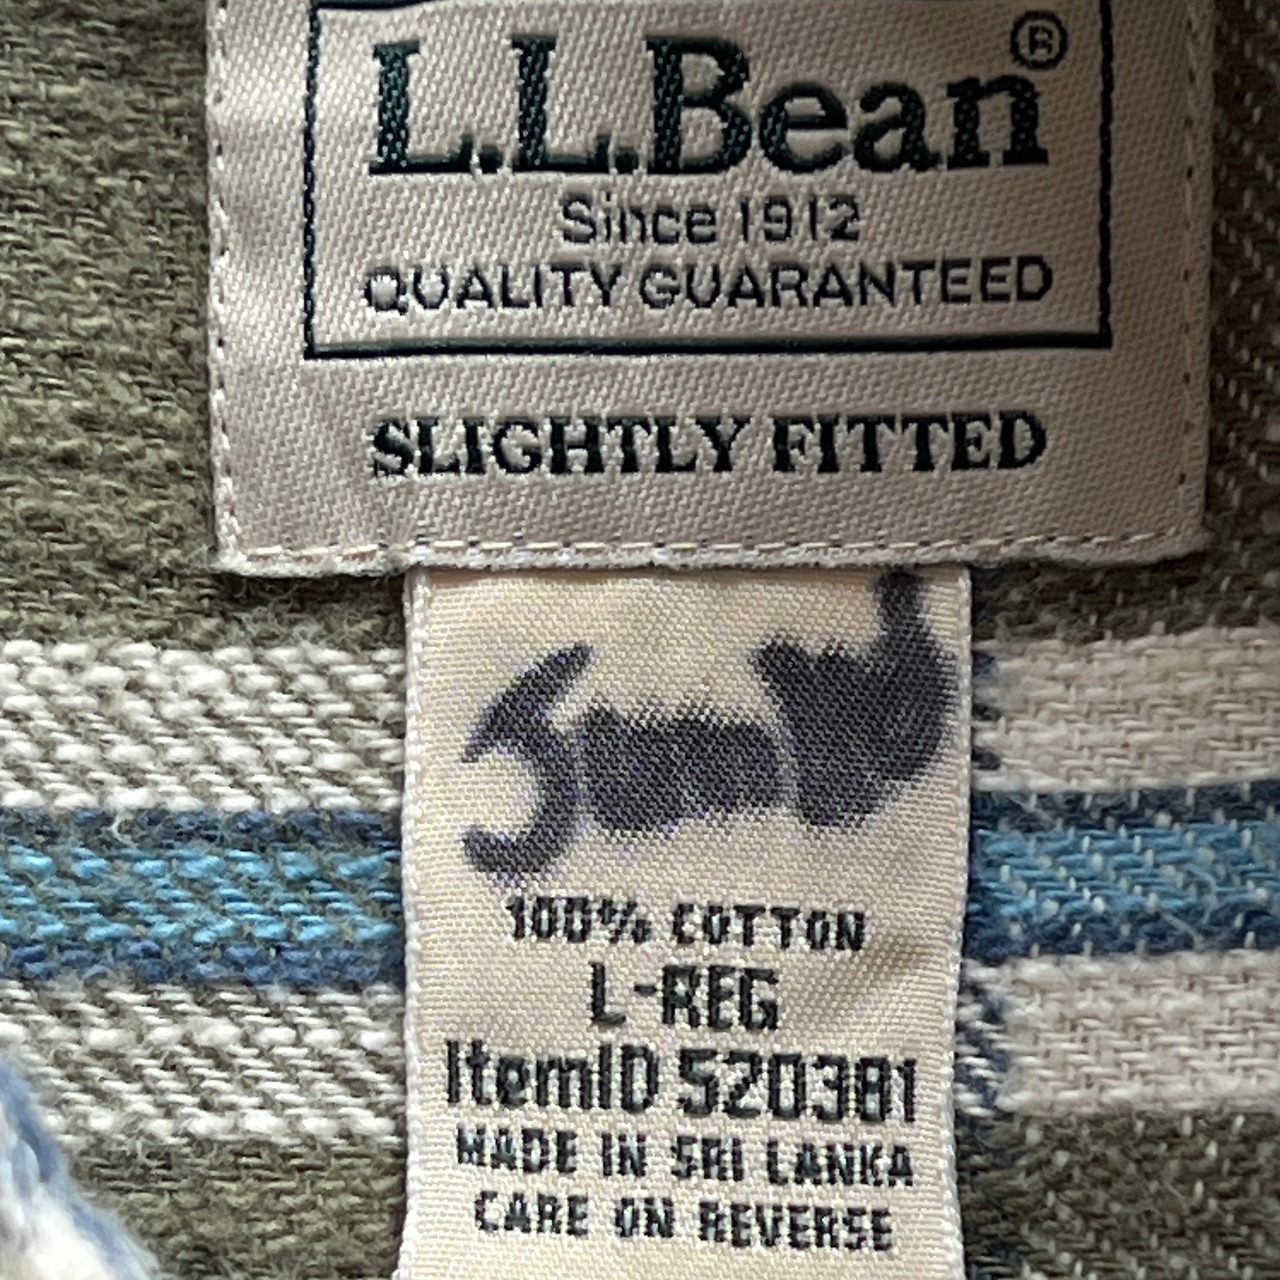 L.L.Bean®
Since 1912
QUALITY GUARANTEED
SLIGHTLY FITTED
100% COTTON
L-REG
ItemID 520381
MADE IN SRI LANKA
CARE ON REVERSE